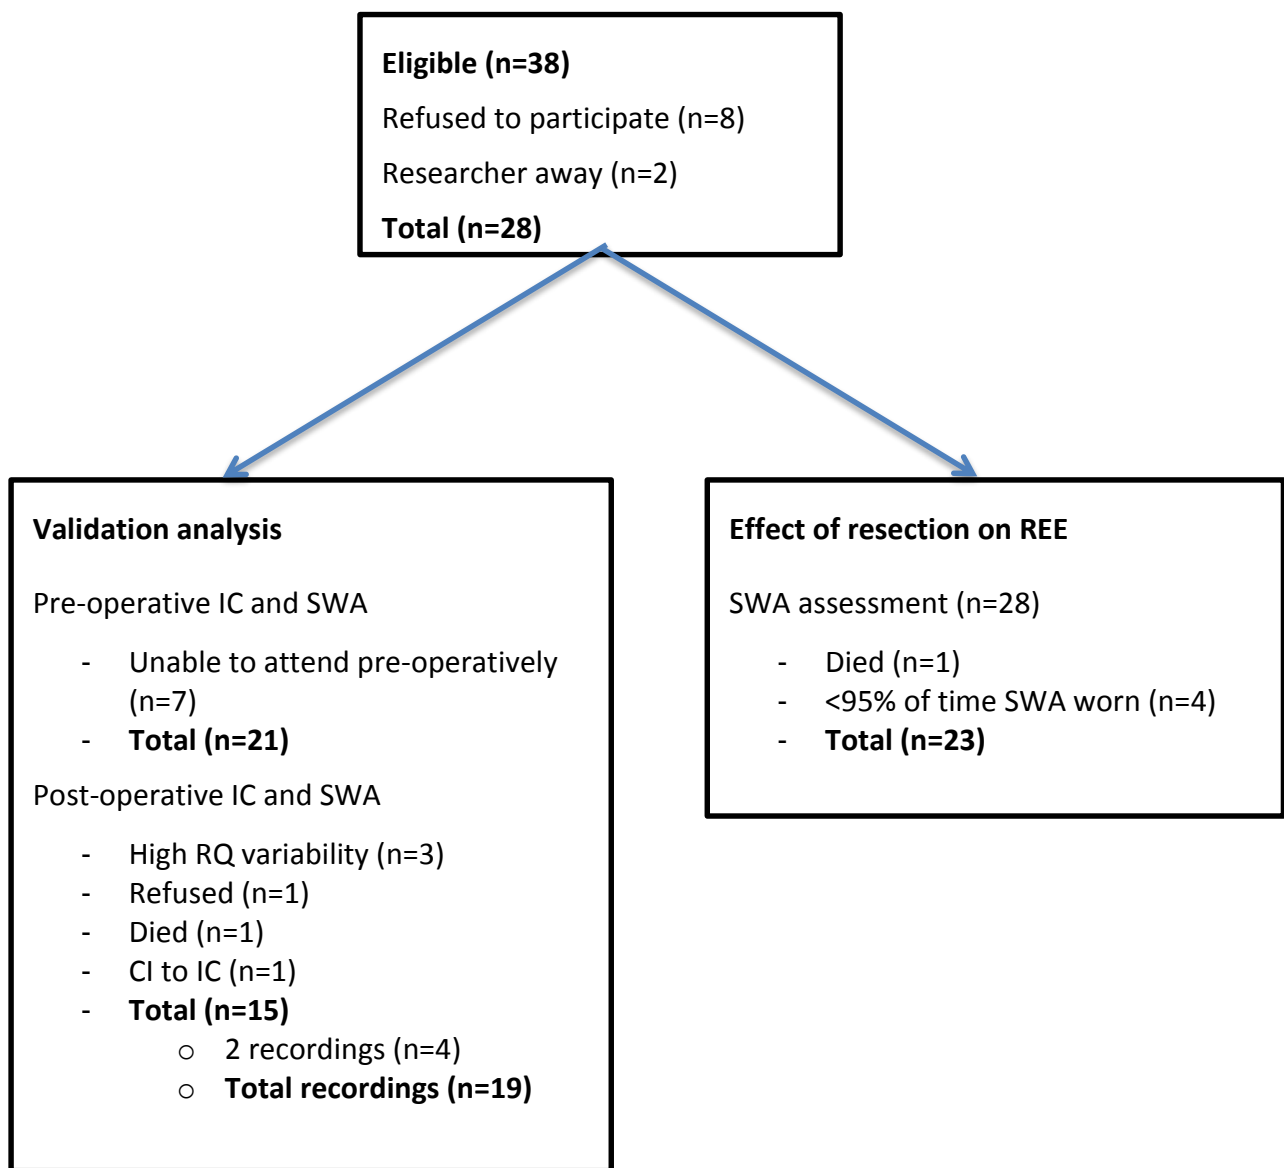 Eligible (n=38)
Refused to participate (n=8)
Researcher away (n=2)
Total (n=28)
Validation analysis
Pre-operative IC and SWA
- Unable to attend pre-operatively
(n=7)
- Total (n=21)
Post-operative IC and SWA
- High RQ variability (n=3)
- Refused (n=1)
- Died (n=1)
- CI to IC (n=1)
- Total (n=15)
o 2 recordings (n=4)
o Total recordings (n=19)
Effect of resection on REE
SWA assessment (n=28)
- Died (n=1)
- <95% of time SWA worn (n=4)
- Total (n=23)